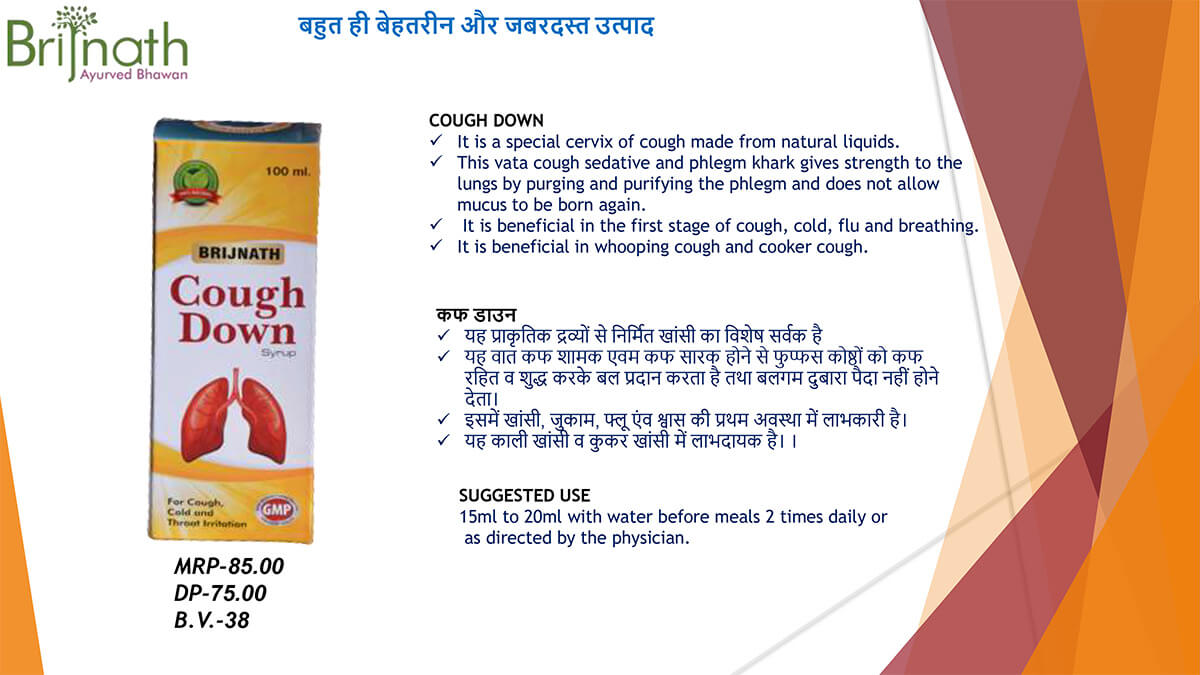 Brijnath
Ayurved Bhawan
बहुत ही बेहतरीन और जबरदस्त उत्पाद
100 ml.
BRIJNATH
Cough
Down
Syrup
For Cough,
Cold and
Throat Irritation
GMP
MRP-85.00
DP-75.00
B.V.-38
COUGH DOWN
✓ It is a special cervix of cough made from natural liquids.
✓ This vata cough sedative and phlegm khark gives strength to the
lungs by purging and purifying the phlegm and does not allow
mucus to be born again.
✓ It is beneficial in the first stage of cough, cold, flu and breathing.
✓ It is beneficial in whooping cough and cooker cough.
कफ डाउन
✓ यह प्राकृतिक द्रव्यों से निर्मित खांसी का विशेष सर्वक है
✓ यह वात कफ शामक एवम कफ सारक होने से फुप्फस कोष्ठों को कफ
रहित व शुद्ध करके बल प्रदान करता है तथा बलगम दुबारा पैदा नहीं होने
देता।
✓ इसमें खांसी, जुकाम, फ्लू एंव श्वास की प्रथम अवस्था में लाभकारी है।
✓ यह काली खांसी व कुकर खांसी में लाभदायक है। ।
SUGGESTED USE
15ml to 20ml with water before meals 2 times daily or
as directed by the physician.